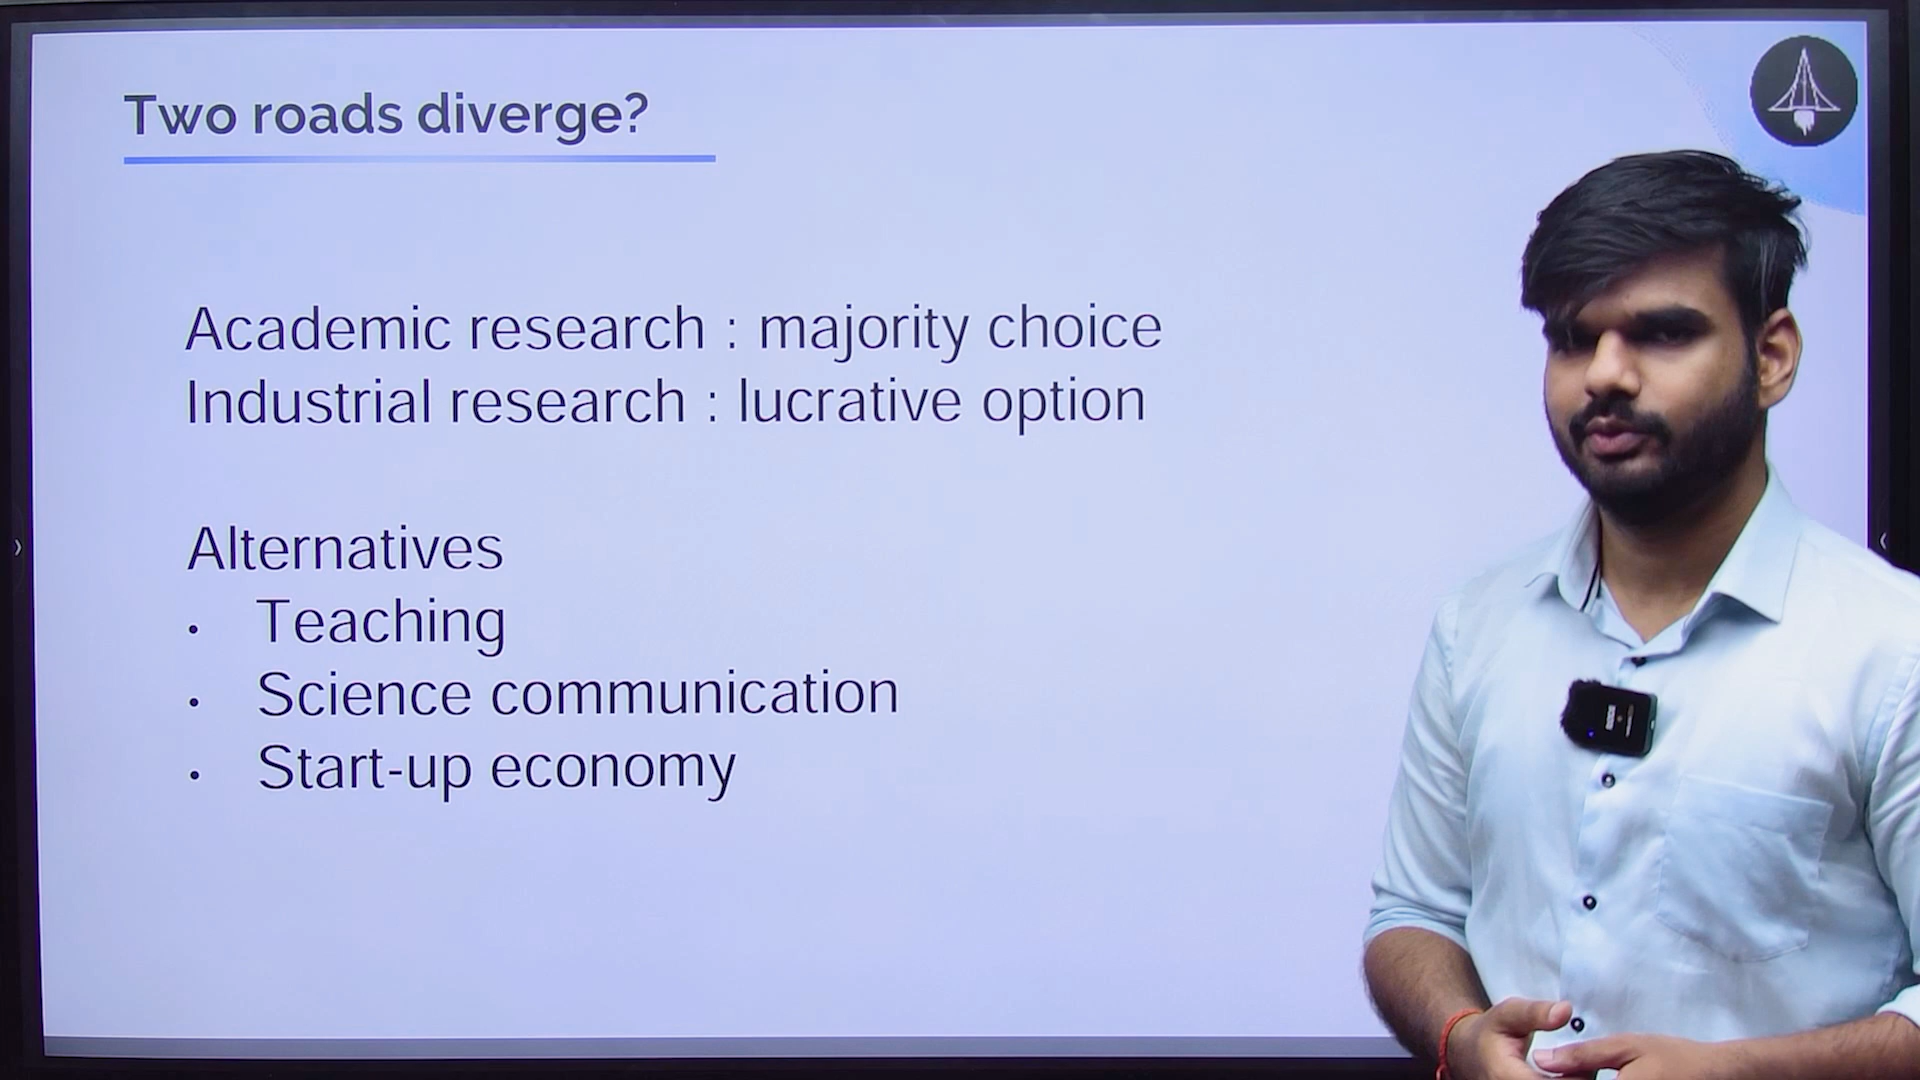 Two roads diverge?
Academic research : majority choice
Industrial research : lucrative option
Alternatives
• Teaching
• Science communication
• Start-up economy